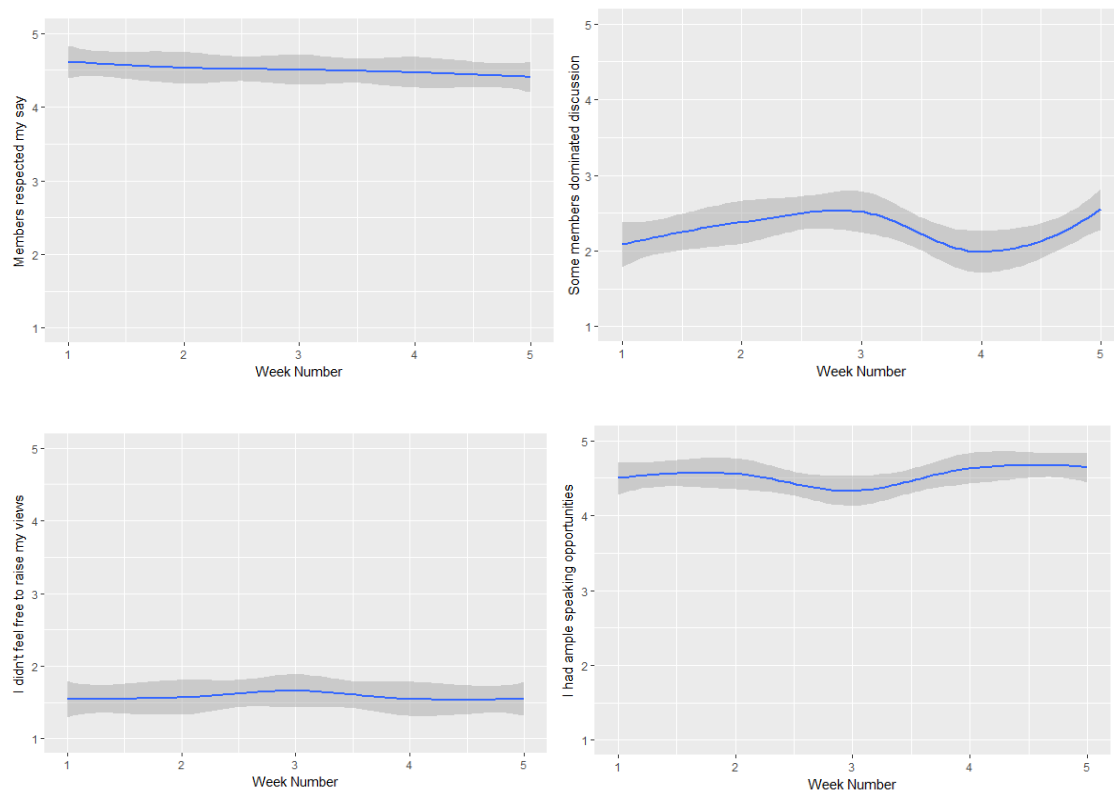 Members respected my say
5
4
3
2
1
1 2 3 4 5
Week Number
Some members dominated discussion
5
4
3
2
1
1 2 3 4 5
Week Number
I didn't feel free to raise my views
5
4
3
2
1
1 2 3 4 5
Week Number
I had ample speaking opportunities
5
4
3
2
1
1 2 3 4 5
Week Number